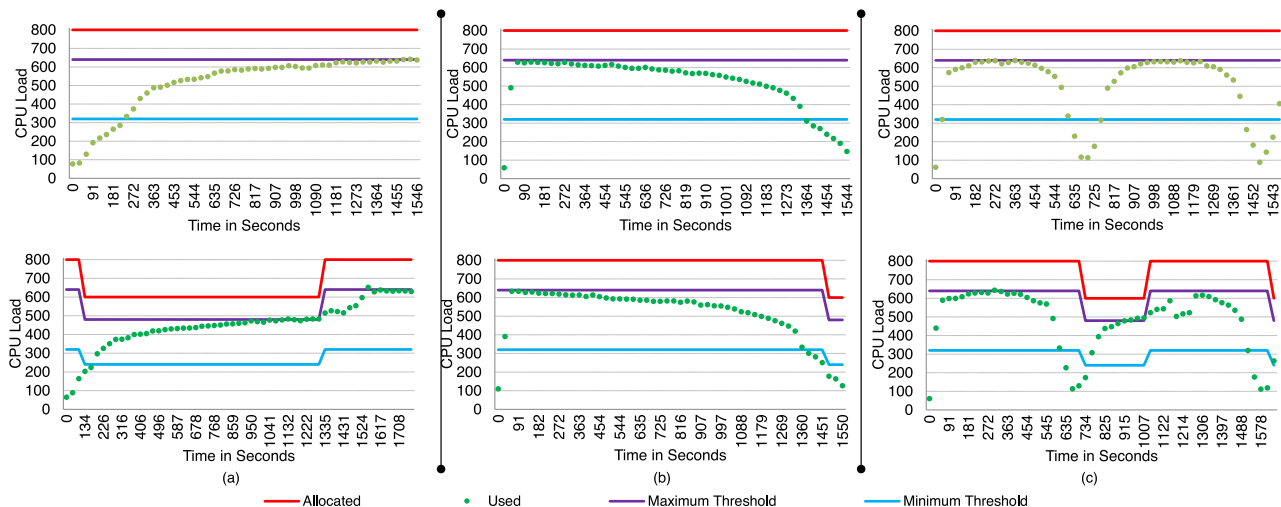 800
700
600
500
400
300
200
100
0
CPU Load
0 91 181 272 363 453 544 635 726 817 907 998 1090 1181 1273 1364 1455 1546
Time in Seconds
800
700
600
500
400
300
200
100
0
CPU Load
0 90 182 272 363 454 545 636 726 819 910 1001 1092 1183 1273 1364 1454 1544
Time in Seconds
800
700
600
500
400
300
200
100
0
CPU Load
0 91 182 272 363 454 544 635 725 817 907 998 1088 1179 1269 1361 1452 1543
Time in Seconds
800
700
600
500
400
300
200
100
0
CPU Load
0 134 226 316 406 496 587 678 768 859 950 1041 1132 1222 1335 1431 1524 1617 1708
Time in Seconds
(a)
800
700
600
500
400
300
200
100
0
CPU Load
0 91 182 272 363 454 545 635 725 816 907 997 1088 1179 1269 1360 1451 1550
Time in Seconds
(b)
800
700
600
500
400
300
200
100
0
CPU Load
0 91 181 272 363 454 545 635 734 825 915 1007 1122 1214 1306 1397 1488 1578
Time in Seconds
(c)
Allocated
Used
Maximum Threshold
Minimum Threshold